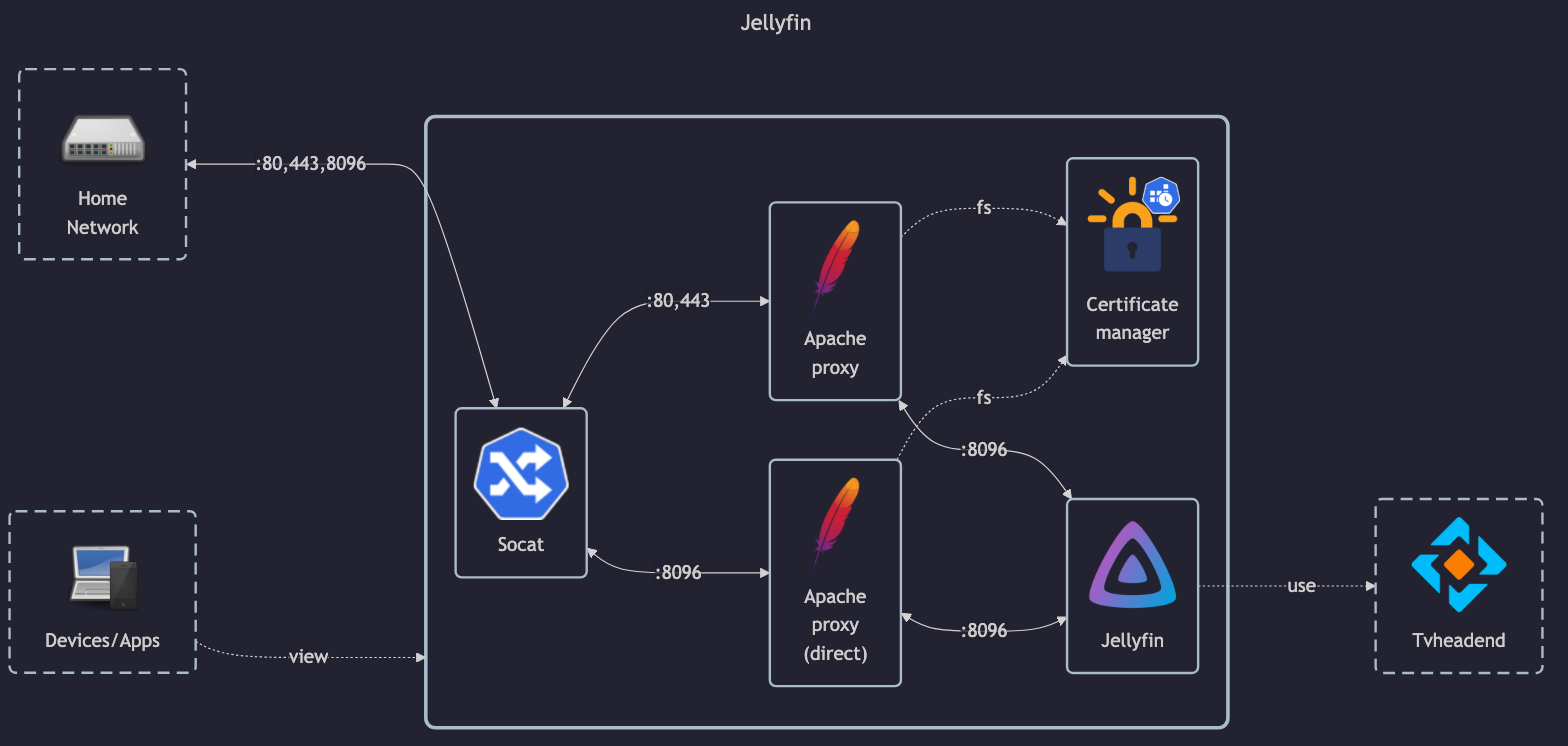 Jellyfin
Home
Network
:80,443,8096
fs
Certificate
manager
:80,443
Apache
proxy
fs
:8096
Socat
:8096
Apache
proxy
(direct)
:8096
Jellyfin
use
Tvheadend
Devices/Apps
view